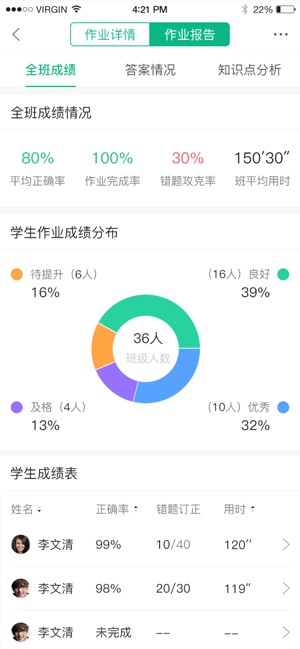 VIRGIN 4:21 PM 22%
作业详情 作业报告
全班成绩 答案情况 知识点分析
全班成绩情况
80% 100% 30% 150′30″
平均正确率 作业完成率 错题攻克率 班平均用时
学生作业成绩分布
待提升（6人） （16人）良好
16% 39%
36人
班级人数
及格（4人） （10人）优秀
13% 32%
学生成绩表
姓名 正确率 错题订正 用时
李文清 99% 10/40 120′′
李文清 98% 20/30 119″
李文清 未完成 -- --